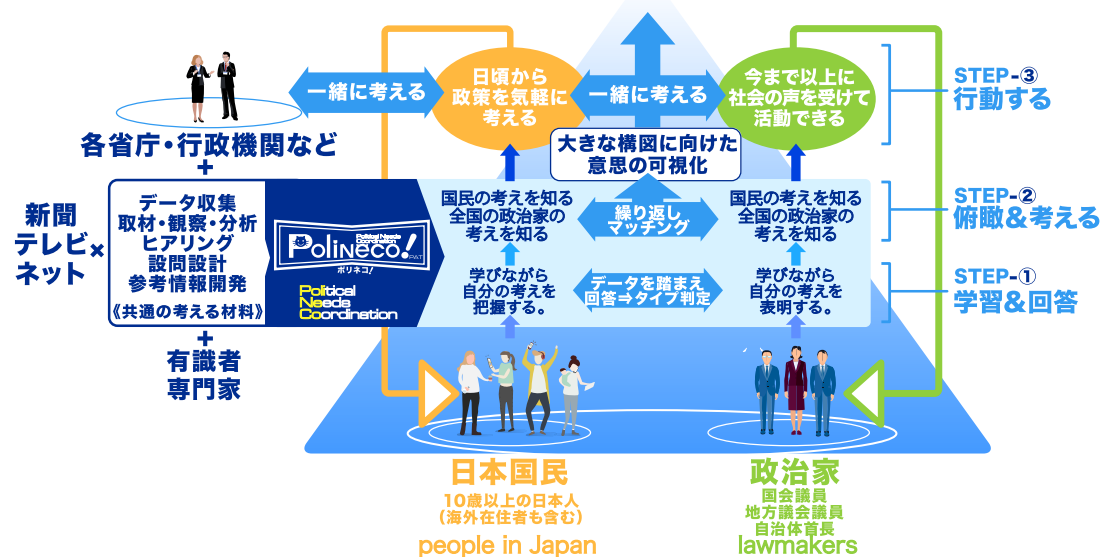 一緒に考える
日頃から
政策を気軽に
考える
一緒に考える
今まで以上に
社会の声を受けて
活動できる
STEP-③
行動する
各省庁・行政機関など
+
大きな構図に向けた
意思の可視化
新聞
テレビ
ネット
×
データ収集
取材・観察・分析
ヒアリング
設問設計
参考情報開発
《共通の考える材料》
Political Needs
Coordination
PoliNeco!
PAT
ポリネコ!
Political
Needs
Coordination
国民の考えを知る
全国の政治家の
考えを知る
繰り返し
マッチング
国民の考えを知る
全国の政治家の
考えを知る
STEP-②
俯瞰&考える
学びながら
自分の考えを
把握する。
データを踏まえ
回答⇒タイプ判定
学びながら
自分の考えを
表明する。
STEP-①
学習&回答
+
有識者
専門家
日本国民
10歳以上の日本人
(海外在住者も含む)
people in Japan
政治家
国会議員
地方議会議員
自治体首長
lawmakers